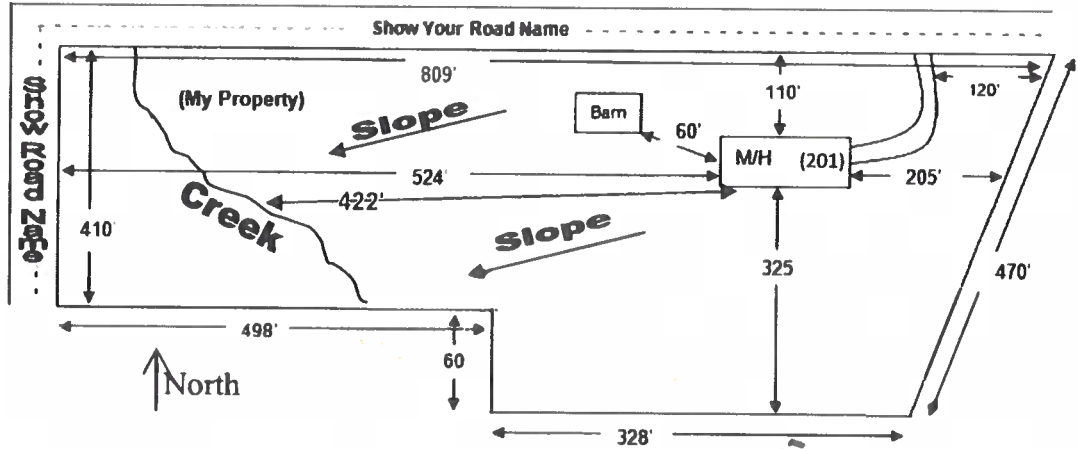 Show Your Road Name
Show Road Name
809'
(My Property)
Slope
Barn
60'
110'
120'
M/H (201)
524'
205'
422'
Creek
Slope
410'
325
470'
498'
60
North
328'